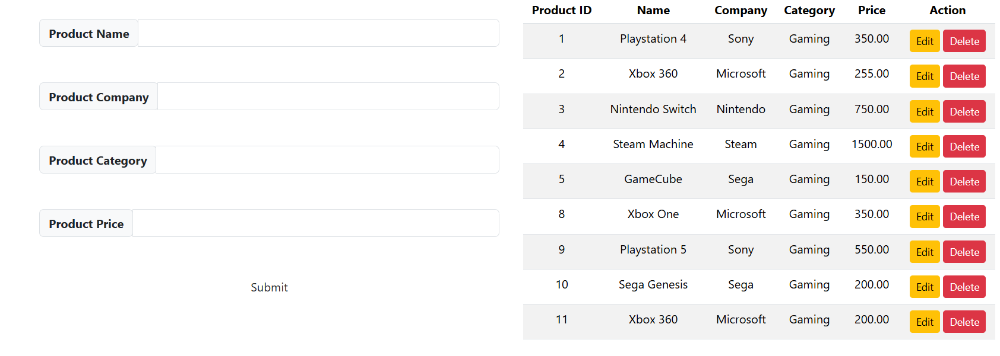 Product Name
Product Company
Product Category
Product Price
Submit
Product ID Name Company Category Price Action
1 Playstation 4 Sony Gaming 350.00 Edit Delete
2 Xbox 360 Microsoft Gaming 255.00 Edit Delete
3 Nintendo Switch Nintendo Gaming 750.00 Edit Delete
4 Steam Machine Steam Gaming 1500.00 Edit Delete
5 GameCube Sega Gaming 150.00 Edit Delete
8 Xbox One Microsoft Gaming 350.00 Edit Delete
9 Playstation 5 Sony Gaming 550.00 Edit Delete
10 Sega Genesis Sega Gaming 200.00 Edit Delete
11 Xbox 360 Microsoft Gaming 200.00 Edit Delete